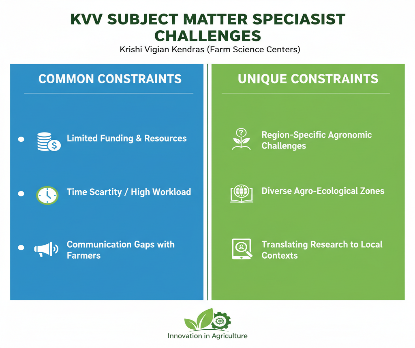 KVV SUBJECT MATTER SPECIASIST
CHALLENGES
Krishi Vigian Kendras (Farm Science Centers)
COMMON CONSTRAINTS
Limited Funding & Resources
Time Scartity / High Workload
Communication Gaps with
Farmers
UNIQUE CONSTRAINTS
Region-Specific Agronomic
Challenges
Diverse Agro-Ecological Zones
Translating Research to Local
Contexts
Innovation in Agriculture